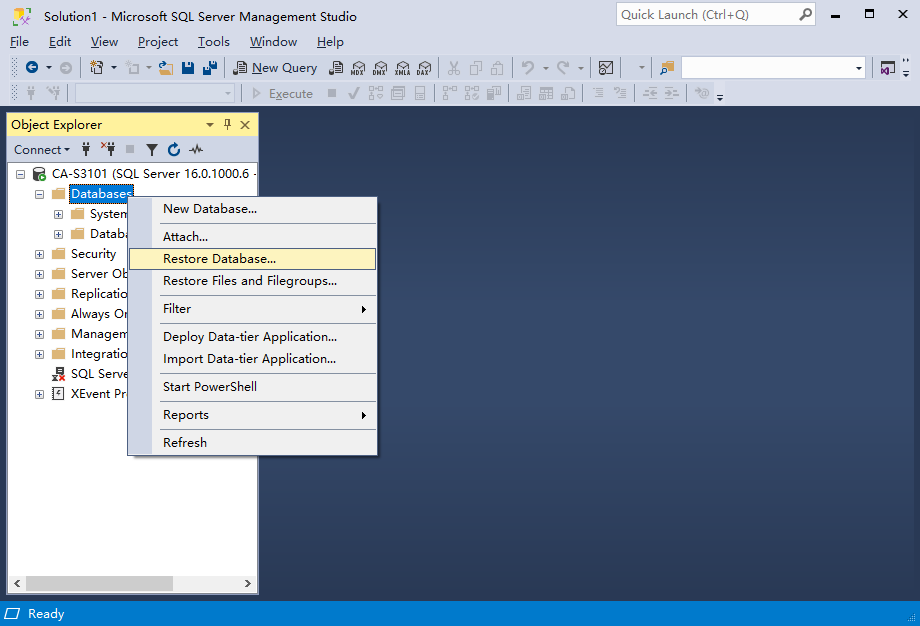 Solution1 - Microsoft SQL Server Management Studio
Quick Launch (Ctrl+Q)
File Edit View Project Tools Window Help
New Query MDX DMX XMLA DAX
Execute
Object Explorer
Connect
CA-S3101 (SQL Server 16.0.1000.6 -
Databases
System
Databa
Security
Server Ob
Replicatio
Always On
Managem
Integratio
SQL Serve
XEvent Pr
New Database...
Attach...
Restore Database...
Restore Files and Filegroups...
Filter
Deploy Data-tier Application...
Import Data-tier Application...
Start PowerShell
Reports
Refresh
Ready